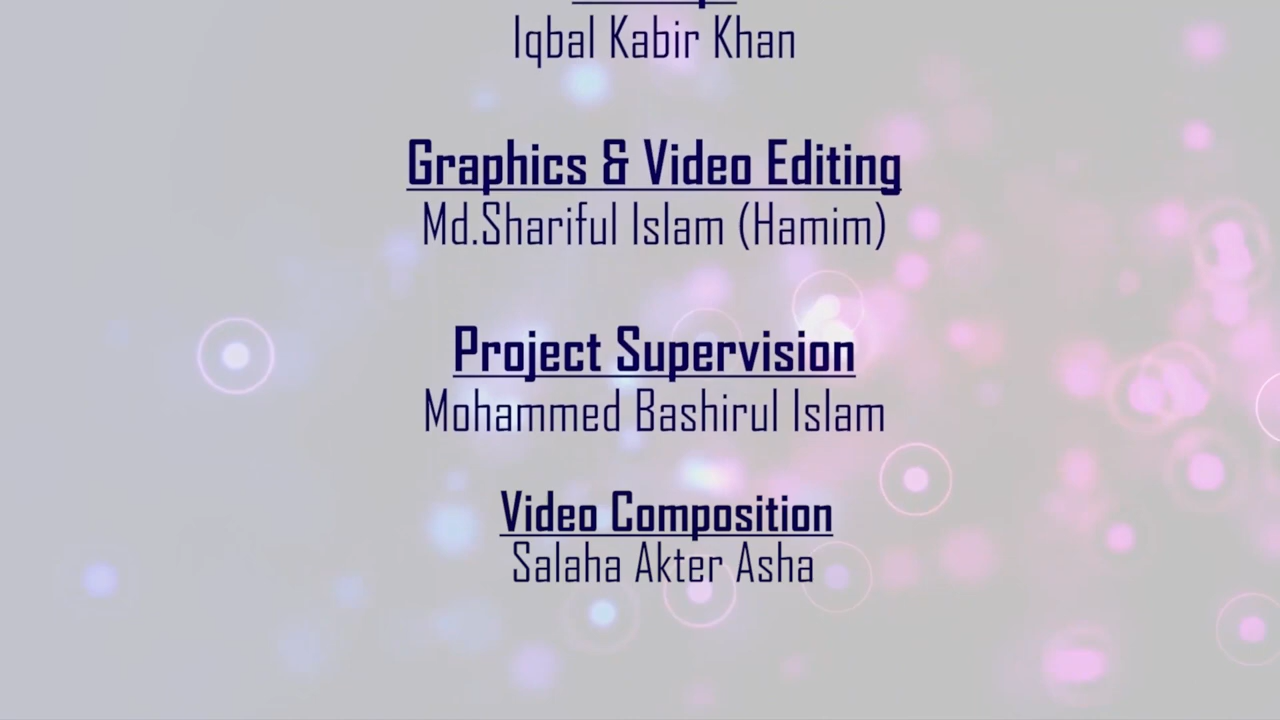 Iqbal Kabir Khan
Graphics & Video Editing
Md.Shariful Islam (Hamim)
Project Supervision
Mohammed Bashirul Islam
Video Composition
Salaha Akter Asha